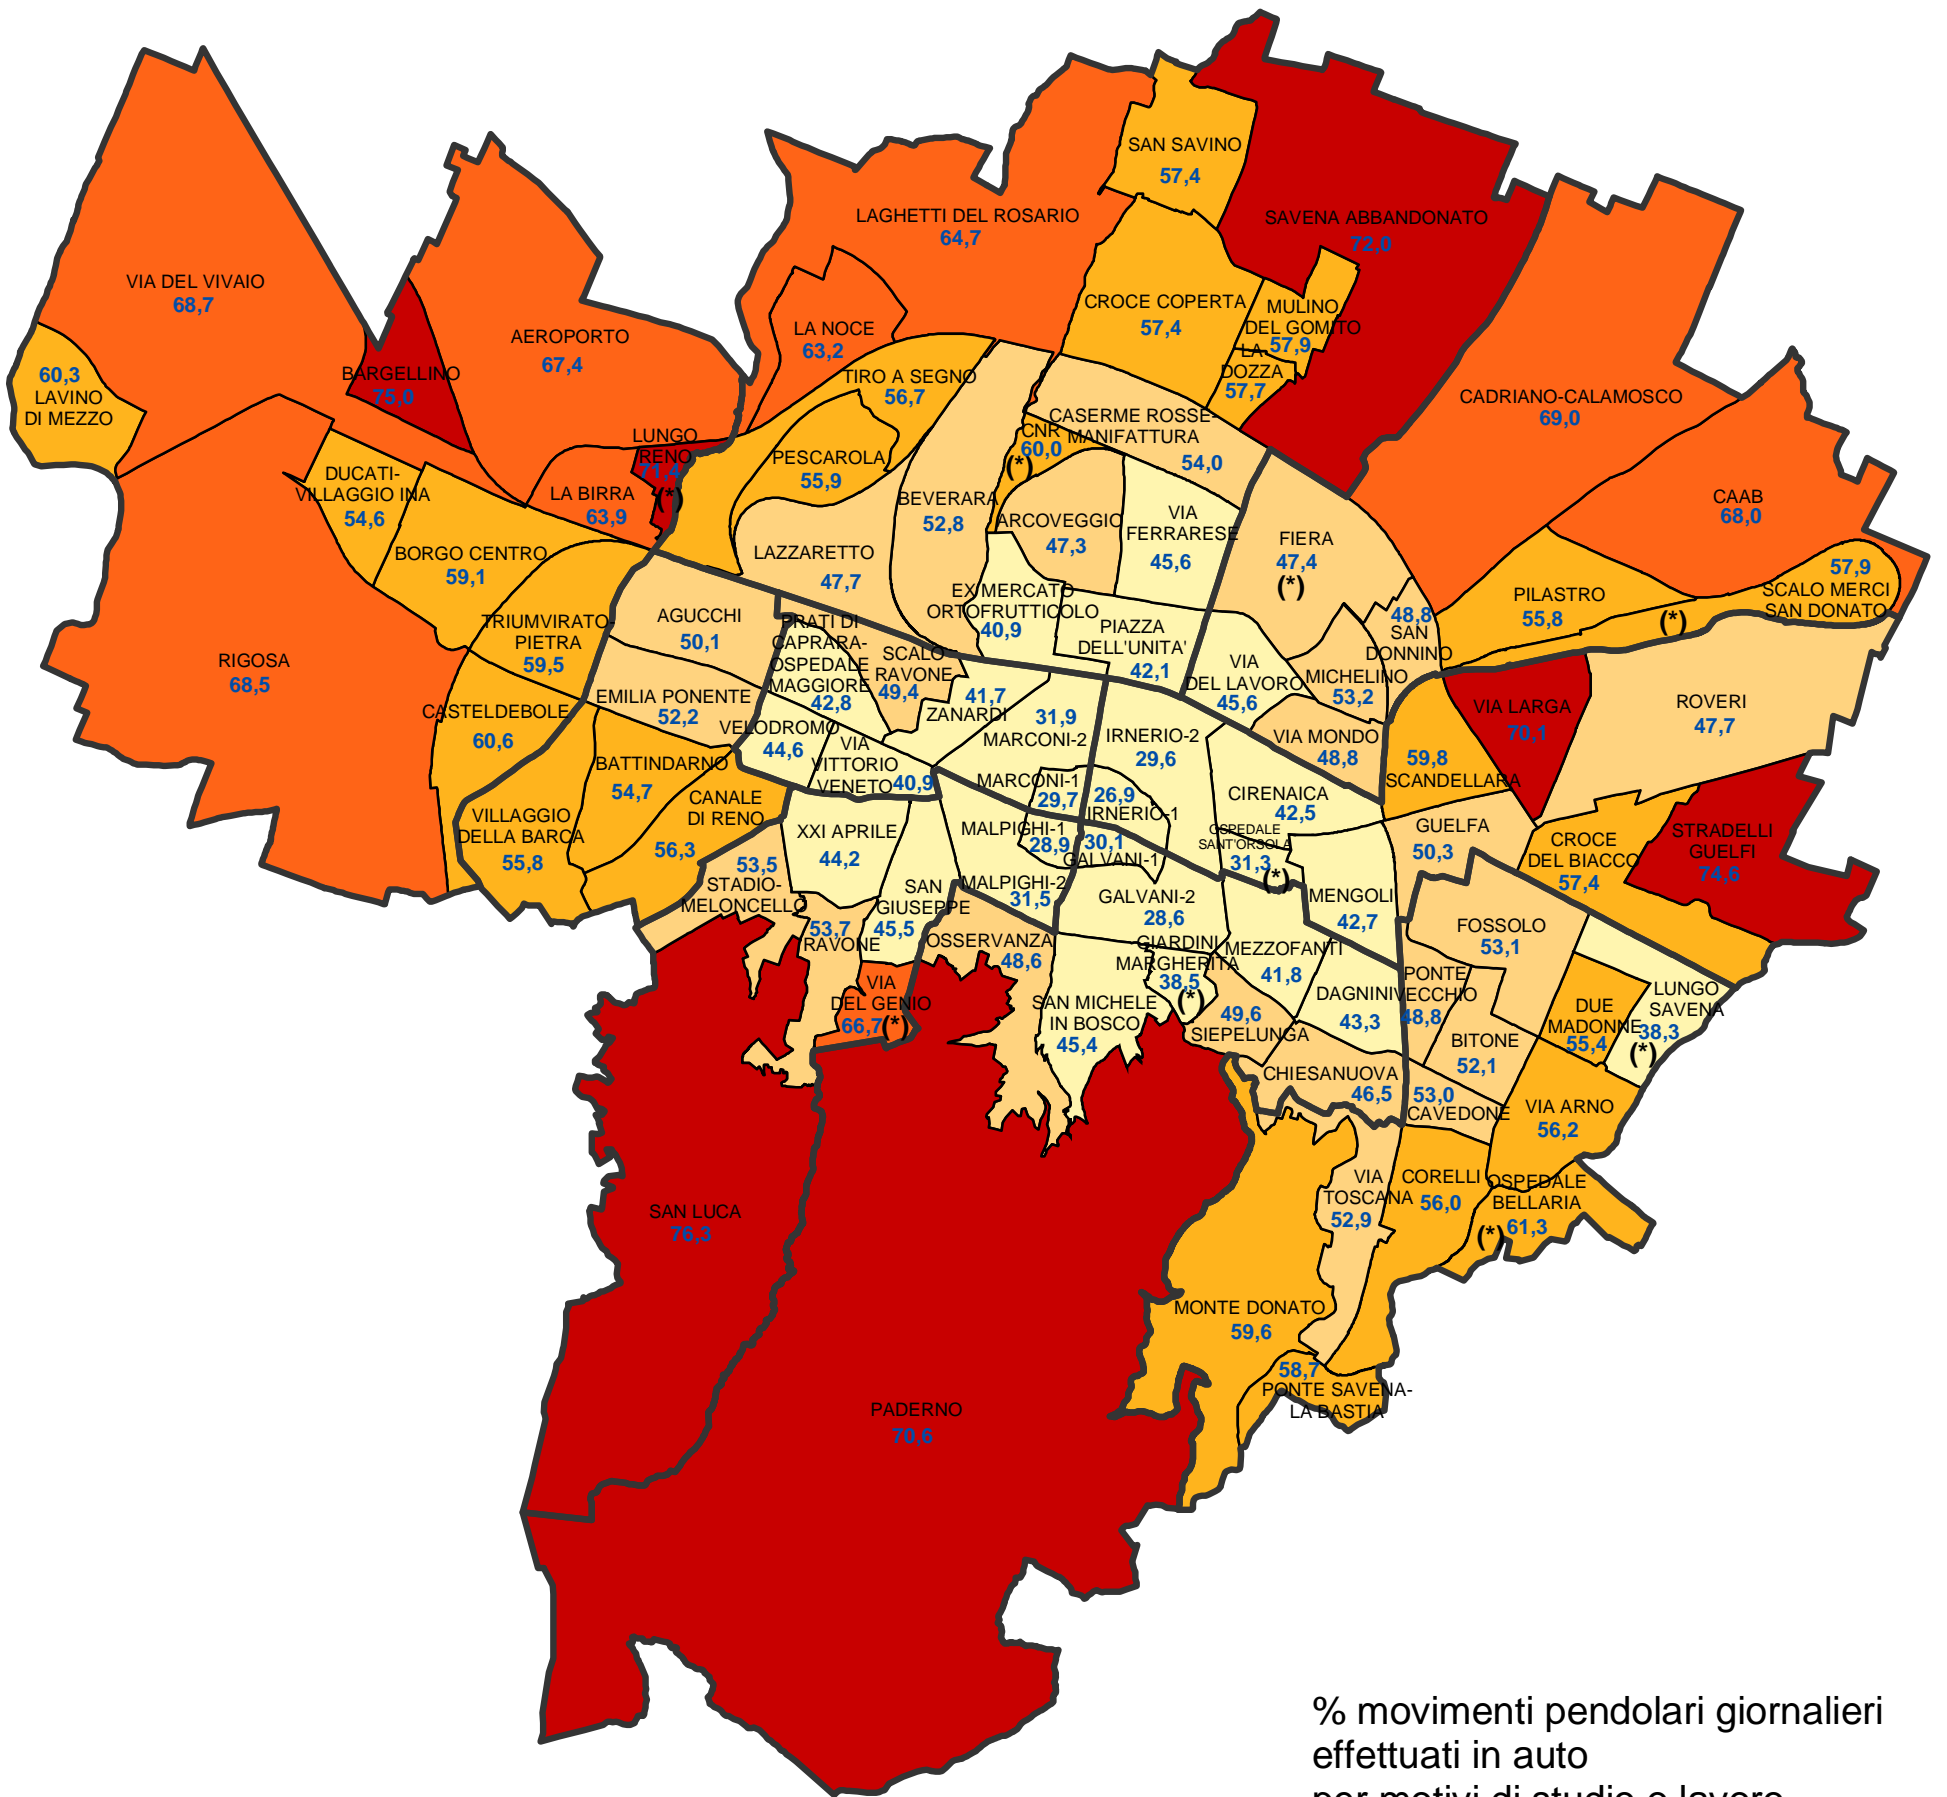 SAN SAVINO
57,4
SAVENA ABBANDONATO
72,0
LAGHETTI DEL ROSARIO
64,7
VIA DEL VIVAIO
68,7
AEROPORTO
67,4
LA NOCE
63,2
CROCE COPERTA
57,4
MULINO
DEL GOMITO
57,9
LA
DOZZA
57,7
60,3
LAVINO
DI MEZZO
BARGELLINO
75,0
TIRO A SEGNO
56,7
CADRIANO-CALAMOSCO
69,0
CASERME ROSSE-
MANIFATTURA
54,0
CNR
60,0
(*)
LUNGO
RENO
71,4
(*)
PESCAROLA
55,9
DUCATI-
VILLAGGIO INA
54,6
LA BIRRA
63,9
BEVERARA
52,8
ARCOVEGGIO
47,3
VIA
FERRARESE
45,6
CAAB
68,0
FIERA
47,4
(*)
BORGO CENTRO
59,1
LAZZARETTO
47,7
EX MERCATO
ORTOFRUTTICOLO
40,9
57,9
SCALO MERCI
SAN DONATO
PILASTRO
55,8
(*)
48,8
SAN
DONNINO
TRIUMVIRATO-
PIETRA
59,5
AGUCCHI
50,1
PRATI DI
CAPRARA-
OSPEDALE
MAGGIORE
42,8
SCALO
RAVONE
49,4
PIAZZA
DELL'UNITA'
42,1
VIA
DEL LAVORO
45,6
MICHELINO
53,2
RIGOSA
68,5
EMILIA PONENTE
52,2
41,7
ZANARDI
31,9
MARCONI-2
IRNERIO-2
29,6
VIA MONDO
48,8
59,8
SCANDELLARA
VIA LARGA
70,1
ROVERI
47,7
CASTELDEBOLE
60,6
VELODROMO
44,6
VIA
VITTORIO
VENETO
40,9
BATTINDARNO
54,7
MARCONI-1
29,7
26,9
IRNERIO-1
CIRENAICA
42,5
CANALE
DI RENO
56,3
VILLAGGIO
DELLA BARCA
55,8
XXI APRILE
44,2
MALPIGHI-1
28,9
30,1
GALVANI-1
OSPEDALE
SANT'ORSOLA
31,3
(*)
GUELFA
50,3
CROCE
DEL BIACCO
57,4
STRADELLI
GUELFI
74,6
53,5
STADIO-
MELONCELLO
SAN
GIUSEPPE
45,5
MALPIGHI-2
31,5
GALVANI-2
28,6
MENGOLI
42,7
53,7
RAVONE
OSSERVANZA
48,6
GIARDINI
MARGHERITA
38,5
(*)
MEZZOFANTI
41,8
FOSSOLO
53,1
VIA
DEL GENIO
66,7
(*)
SAN MICHELE
IN BOSCO
45,4
49,6
SIEPELUNGA
DAGNINI
43,3
PONTE
VECCHIO
48,8
DUE
MADONNE
55,4
LUNGO
SAVENA
38,3
(*)
BITONE
52,1
CHIESANUOVA
46,5
53,0
CAVEDONE
VIA ARNO
56,2
SAN LUCA
76,3
VIA
TOSCANA
52,9
CORELLI
56,0
OSPEDALE
BELLARIA
61,3
(*)
MONTE DONATO
59,6
58,7
PONTE SAVENA-
LA BASTIA
PADERNO
70,6
% movimenti pendolari giornalieri
effettuati in auto
per motivi di studio o lavoro